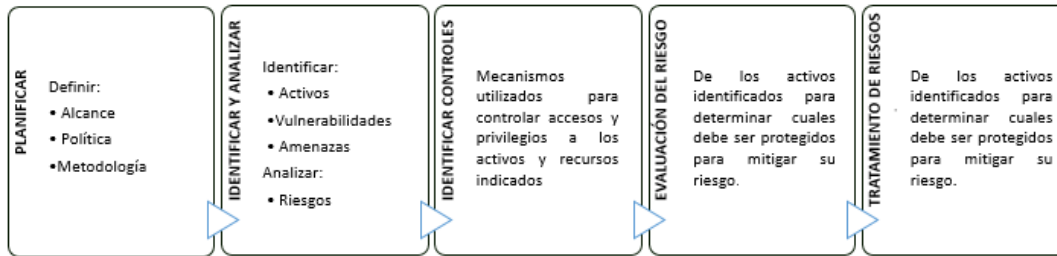 PLANIFICAR
Definir:
• Alcance
• Política
•Metodología
IDENTIFICAR Y ANALIZAR
Identificar:
• Activos
•Vulnerabilidades
• Amenazas
Analizar:
• Riesgos
IDENTIFICAR CONTROLES
Mecanismos
utilizados para
controlar accesos y
privilegios a los
activos y recursos
indicados
EVALUACIÓN DEL RIESGO
De los activos
identificados para
determinar cuales
debe ser protegidos
para mitigar su
riesgo.
TRATAMIENTO DE RIESGOS
De los activos
identificados para
determinar cuales
debe ser protegidos
para mitigar su
riesgo.